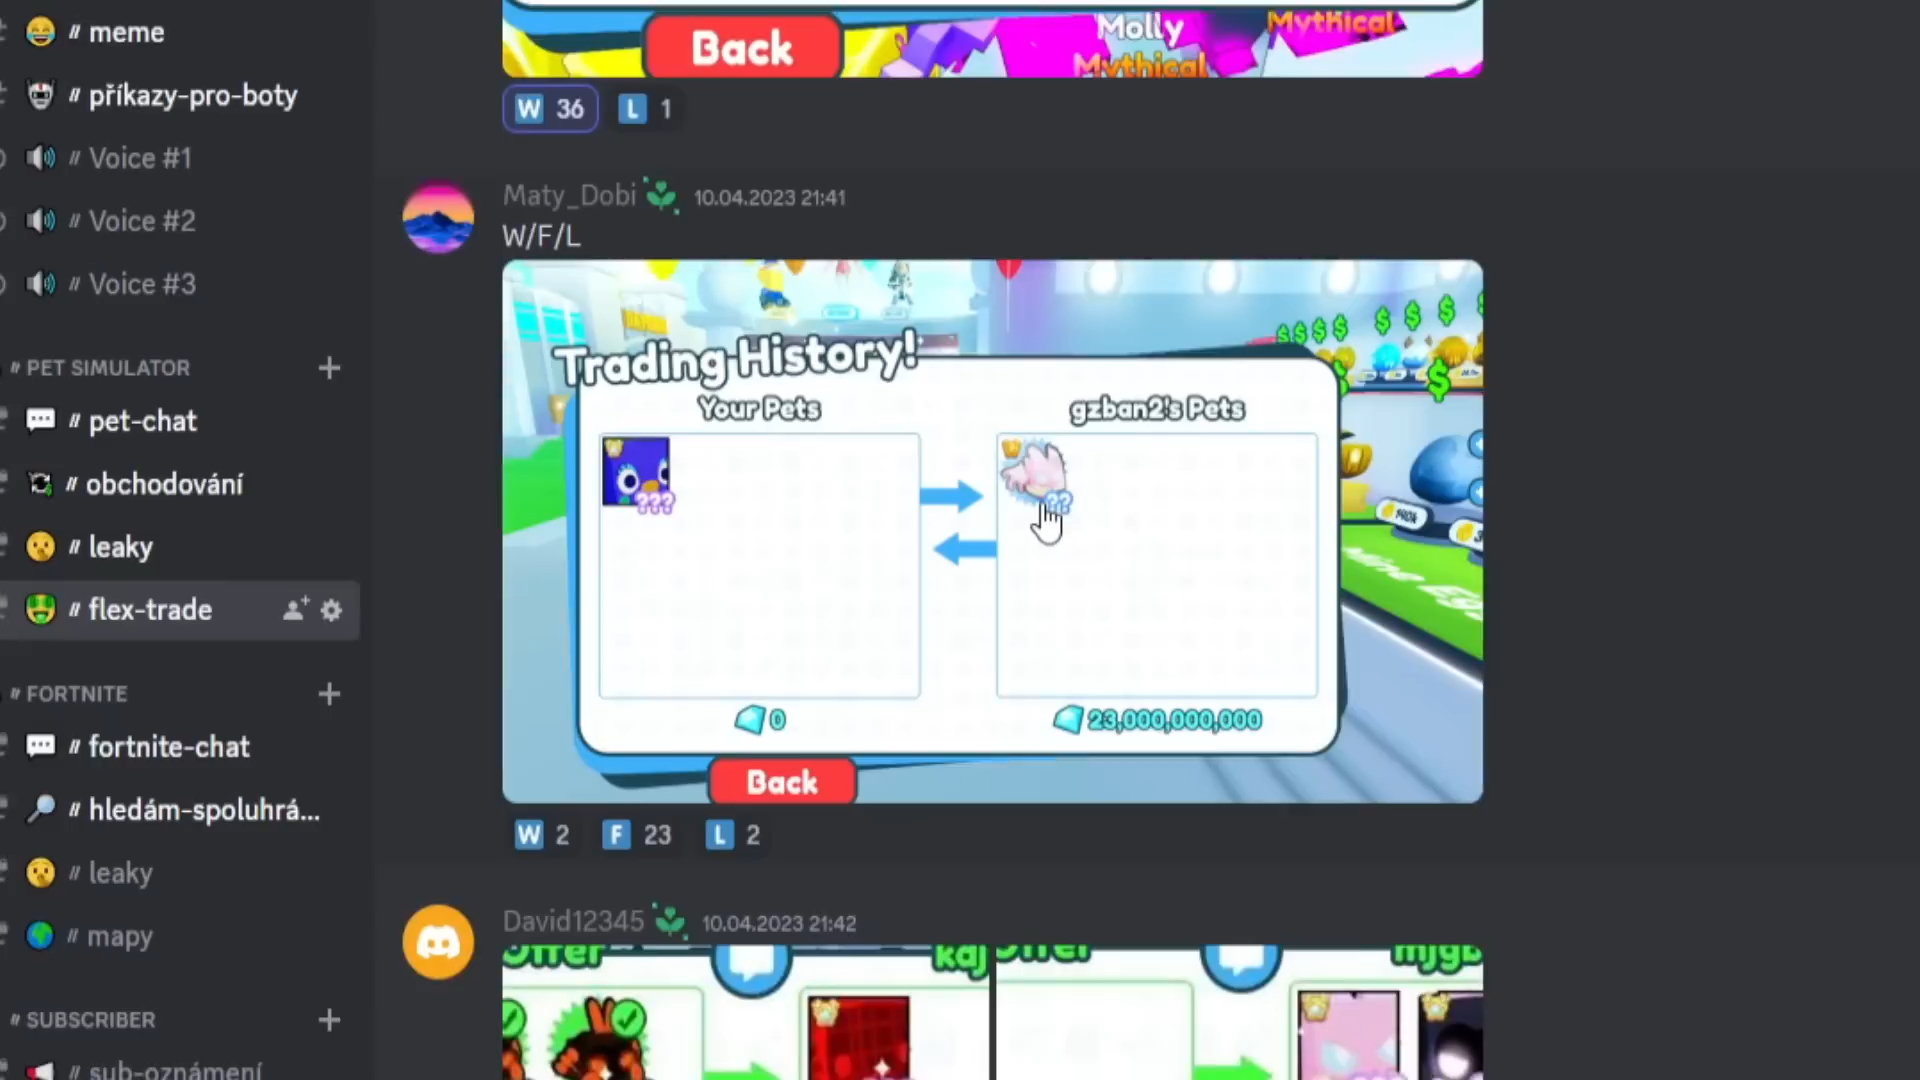 meme
příkazy-pro-boty
Voice #1
Voice #2
Voice #3
PET SIMULATOR
pet-chat
obchodování
leaky
flex-trade
FORTNITE
fortnite-chat
hledám-spoluhrá...
leaky
mapy
SUBSCRIBER
sub-oznámení
Back
Molly
Mythical
Mythical
W 36 L 1
Maty_Dobi 10.04.2023 21:41
W/F/L
Trading History!
Your Pets
gzban2's Pets
???
??
0
23,000,000,000
Back
W 2 F 23 L 2
David12345 10.04.2023 21:42
Offer
kaj
Offer
mjgb